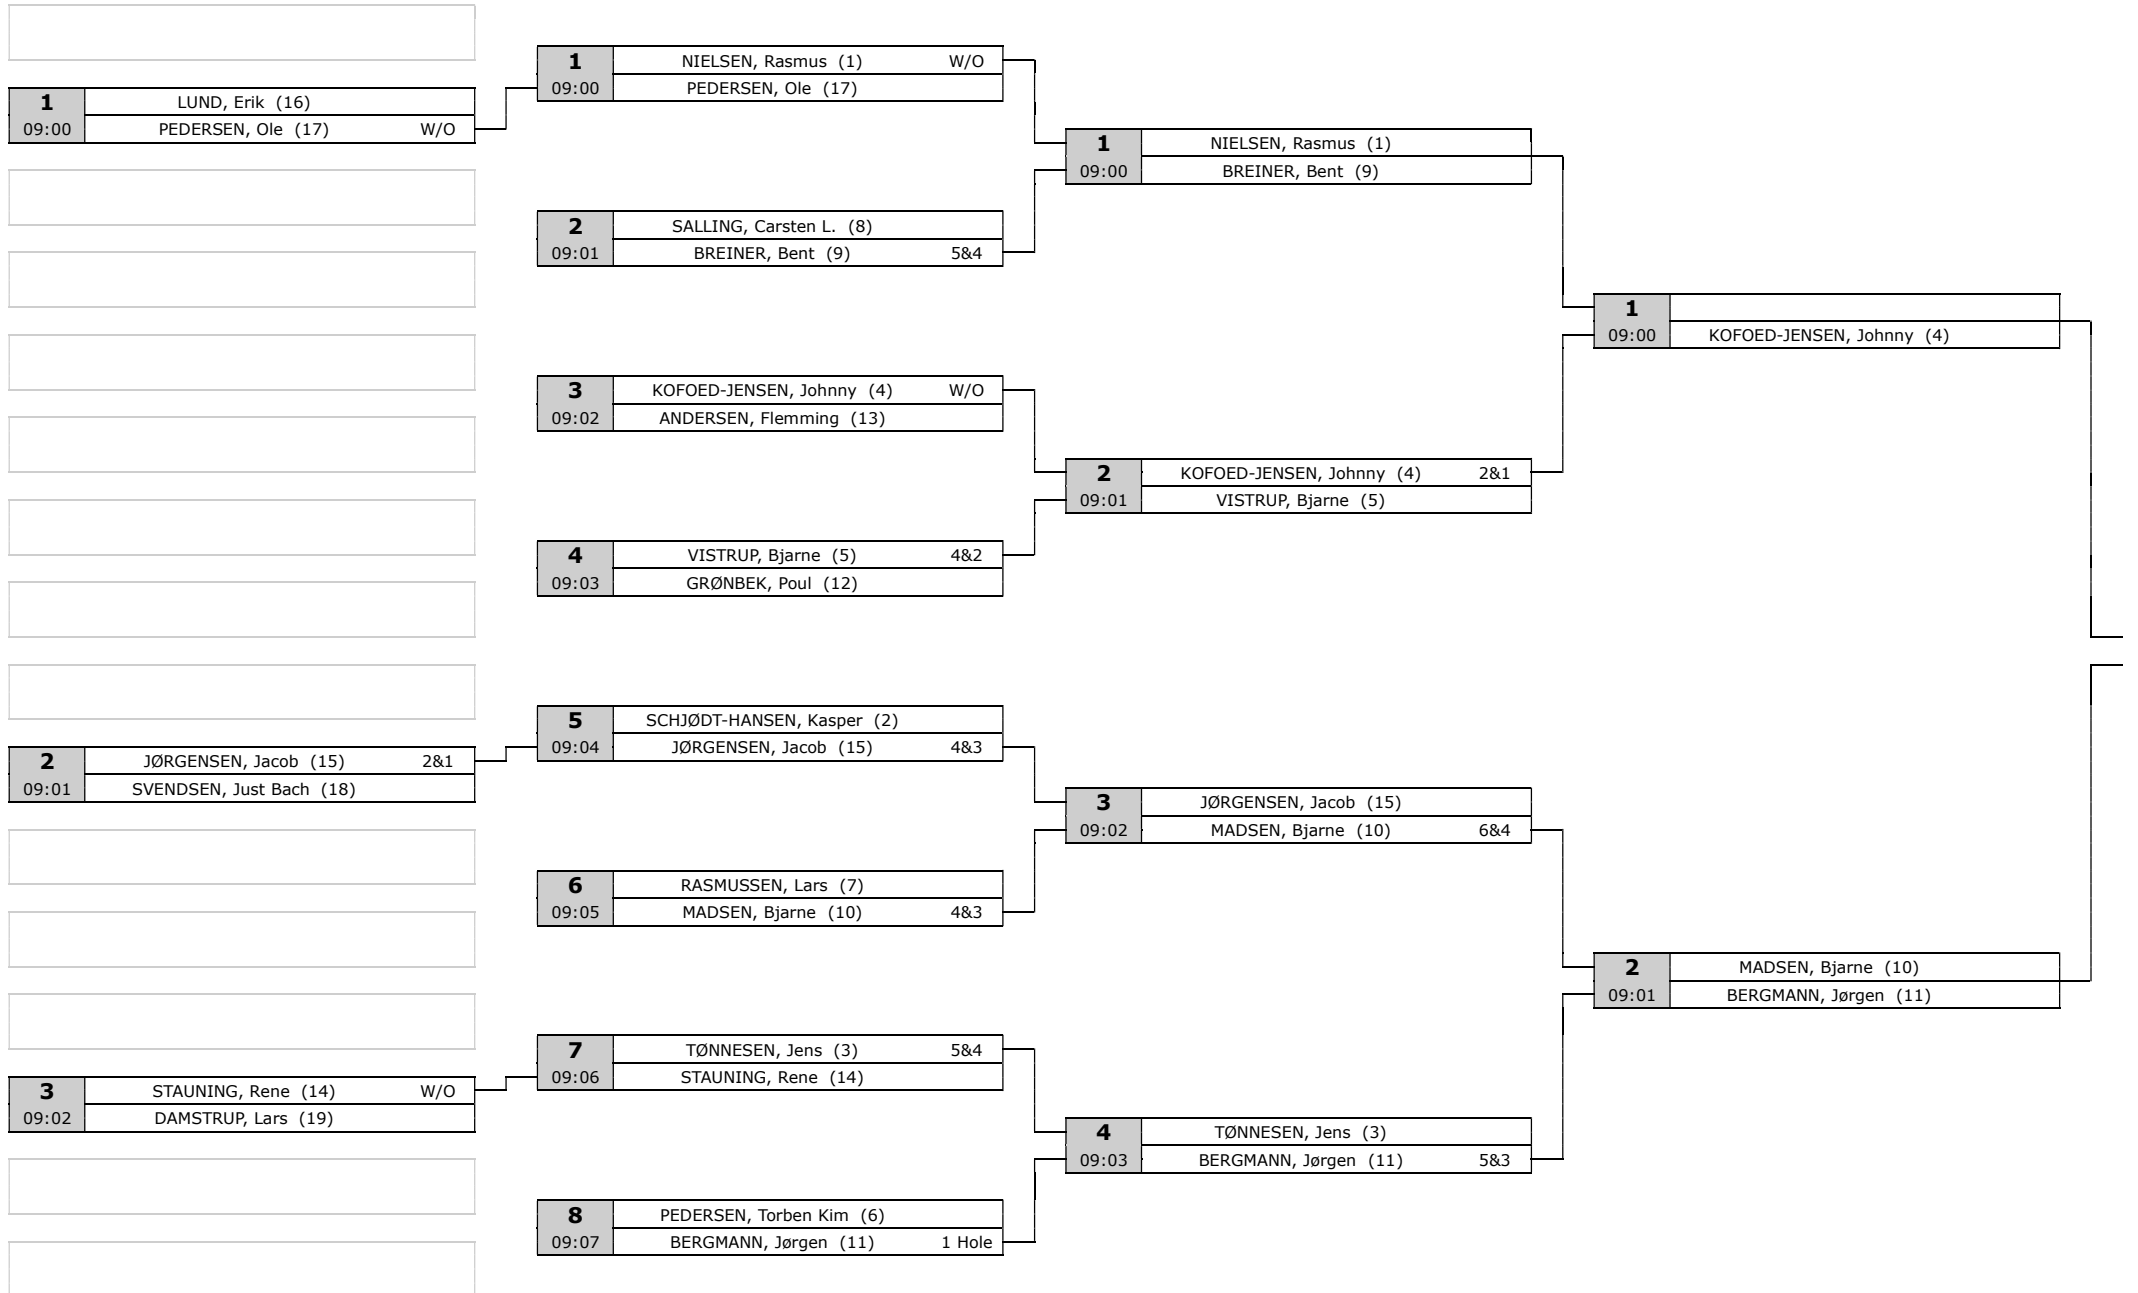 1 LUND, Erik (16)
09:00 PEDERSEN, Ole (17) W/O
2 JØRGENSEN, Jacob (15) 2&1
09:01 SVENDSEN, Just Bach (18)
3 STAUNING, Rene (14) W/O
09:02 DAMSTRUP, Lars (19)
1 NIELSEN, Rasmus (1) W/O
09:00 PEDERSEN, Ole (17)
2 SALLING, Carsten L. (8)
09:01 BREINER, Bent (9) 5&4
3 KOFOED-JENSEN, Johnny (4) W/O
09:02 ANDERSEN, Flemming (13)
4 VISTRUP, Bjarne (5) 4&2
09:03 GRØNBEK, Poul (12)
5 SCHJØDT-HANSEN, Kasper (2)
09:04 JØRGENSEN, Jacob (15) 4&3
6 RASMUSSEN, Lars (7)
09:05 MADSEN, Bjarne (10) 4&3
7 TØNNESEN, Jens (3) 5&4
09:06 STAUNING, Rene (14)
8 PEDERSEN, Torben Kim (6)
09:07 BERGMANN, Jørgen (11) 1 Hole
1 NIELSEN, Rasmus (1)
09:00 BREINER, Bent (9)
2 KOFOED-JENSEN, Johnny (4) 2&1
09:01 VISTRUP, Bjarne (5)
3 JØRGENSEN, Jacob (15)
09:02 MADSEN, Bjarne (10) 6&4
4 TØNNESEN, Jens (3)
09:03 BERGMANN, Jørgen (11) 5&3
1
09:00 KOFOED-JENSEN, Johnny (4)
2 MADSEN, Bjarne (10)
09:01 BERGMANN, Jørgen (11)